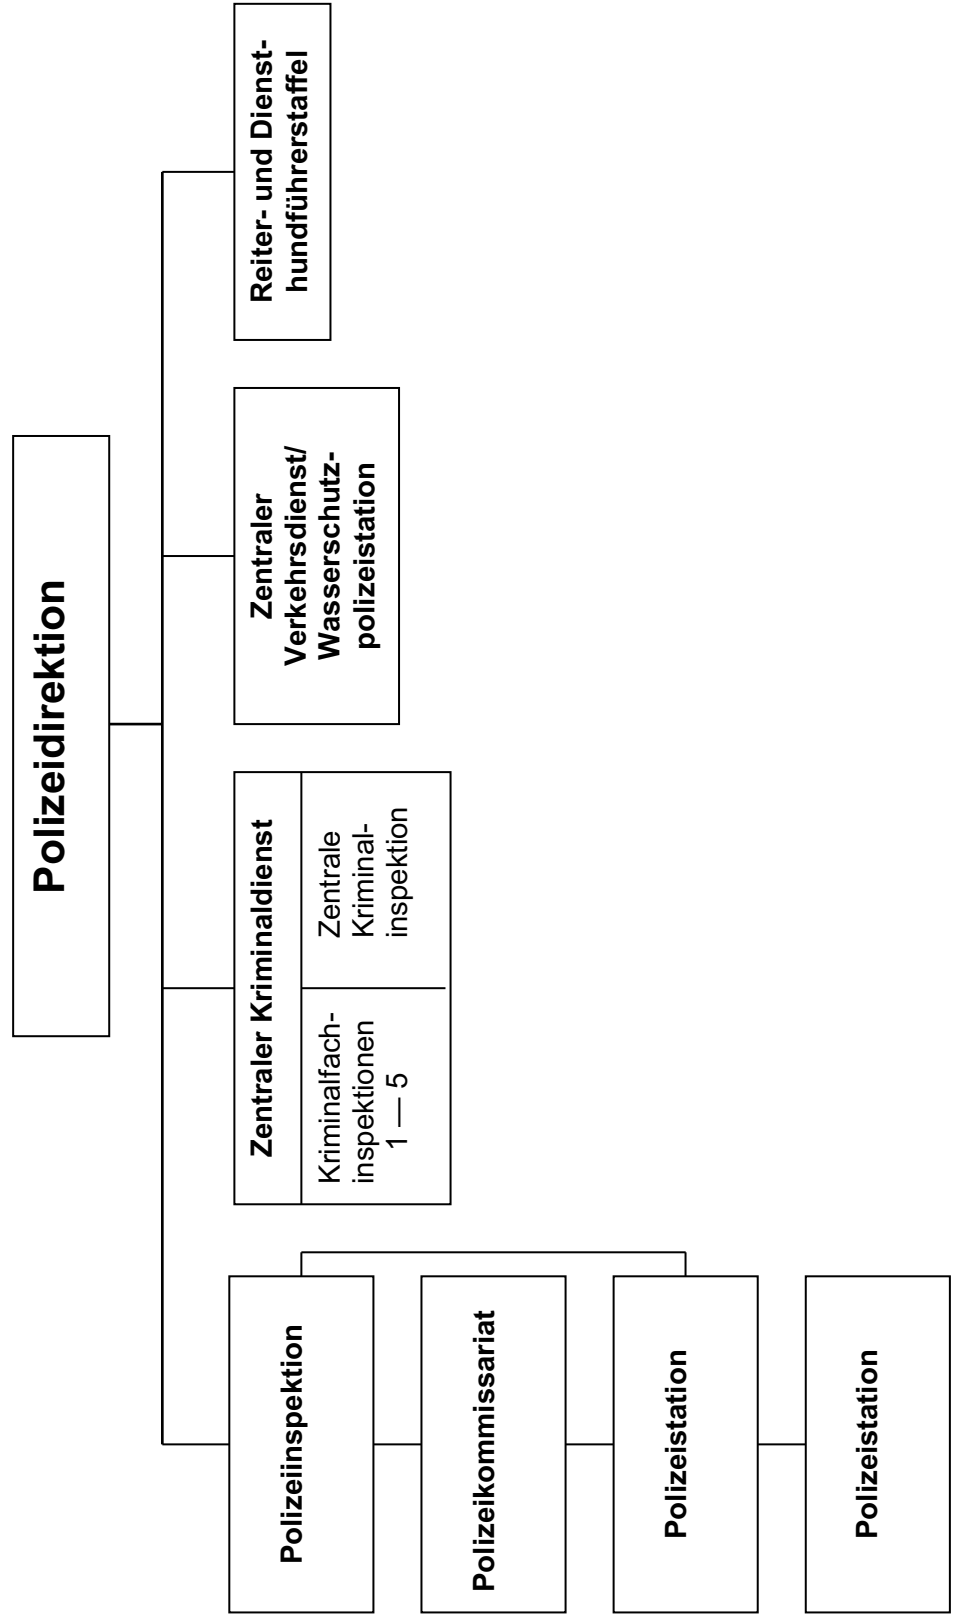 Polizeidirektion
Polizeiinspektion
Polizeikommissariat
Polizeistation
Polizeistation
Zentraler Kriminaldienst
Kriminalfach-
inspektionen
1 — 5
Zentrale
Kriminal-
inspektion
Zentraler
Verkehrsdienst/
Wasserschutz-
polizeistation
Reiter- und Dienst-
hundführerstaffel